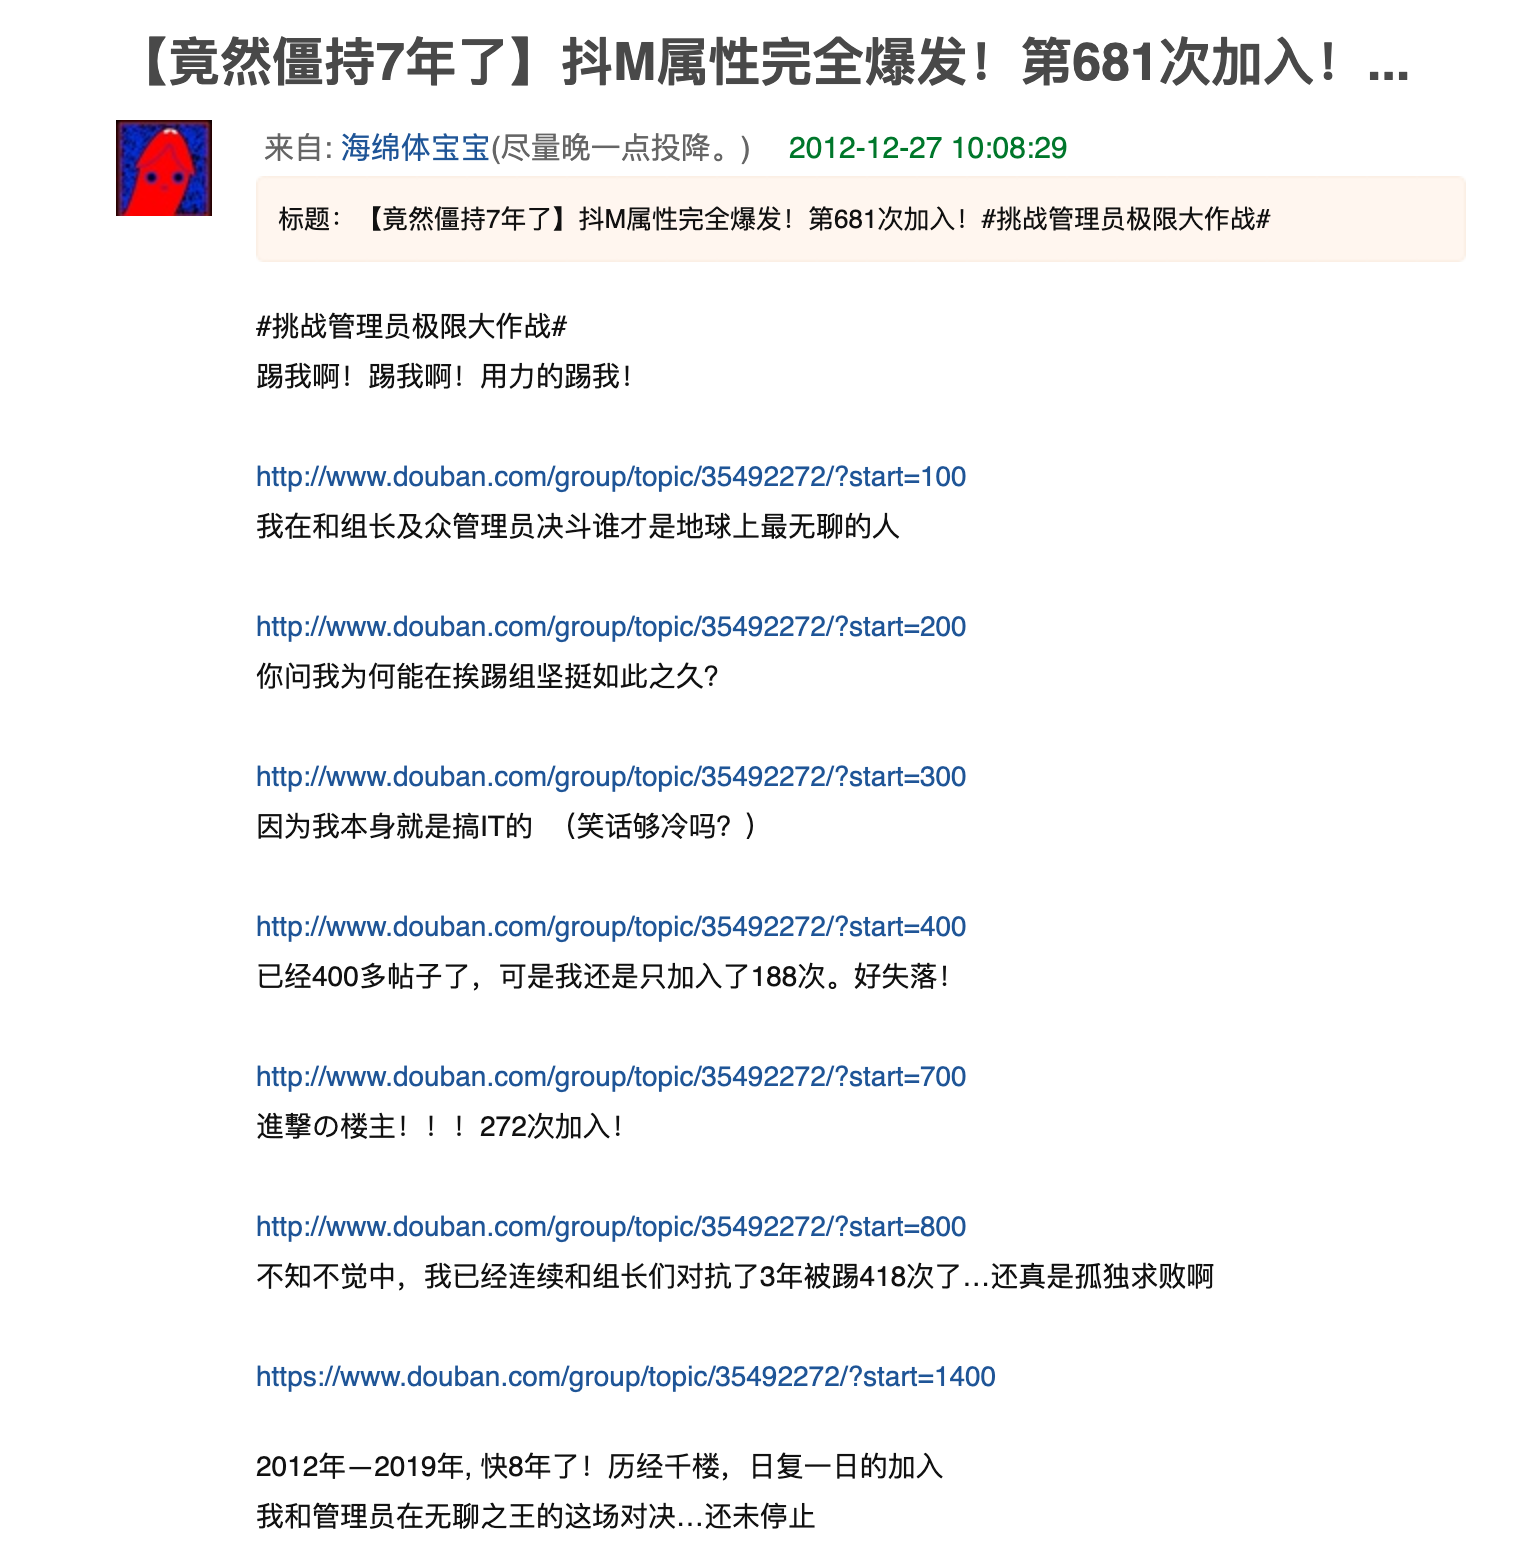 【竟然僵持7年了】抖M属性完全爆发！第681次加入！...
来自: 海绵体宝宝(尽量晚一点投降。) 2012-12-27 10:08:29
标题：【竟然僵持7年了】抖M属性完全爆发！第681次加入！#挑战管理员极限大作战#
#挑战管理员极限大作战#
踢我啊！踢我啊！用力的踢我！
http://www.douban.com/group/topic/35492272/?start=100
我在和组长及众管理员决斗谁才是地球上最无聊的人
http://www.douban.com/group/topic/35492272/?start=200
你问我为何能在挨踢组坚挺如此之久？
http://www.douban.com/group/topic/35492272/?start=300
因为我本身就是搞IT的 （笑话够冷吗？）
http://www.douban.com/group/topic/35492272/?start=400
已经400多帖子了，可是我还是只加入了188次。好失落！
http://www.douban.com/group/topic/35492272/?start=700
進撃の楼主！！！272次加入！
http://www.douban.com/group/topic/35492272/?start=800
不知不觉中，我已经连续和组长们对抗了3年被踢418次了...还真是孤独求败啊
https://www.douban.com/group/topic/35492272/?start=1400
2012年—2019年, 快8年了！历经千楼，日复一日的加入
我和管理员在无聊之王的这场对决...还未停止